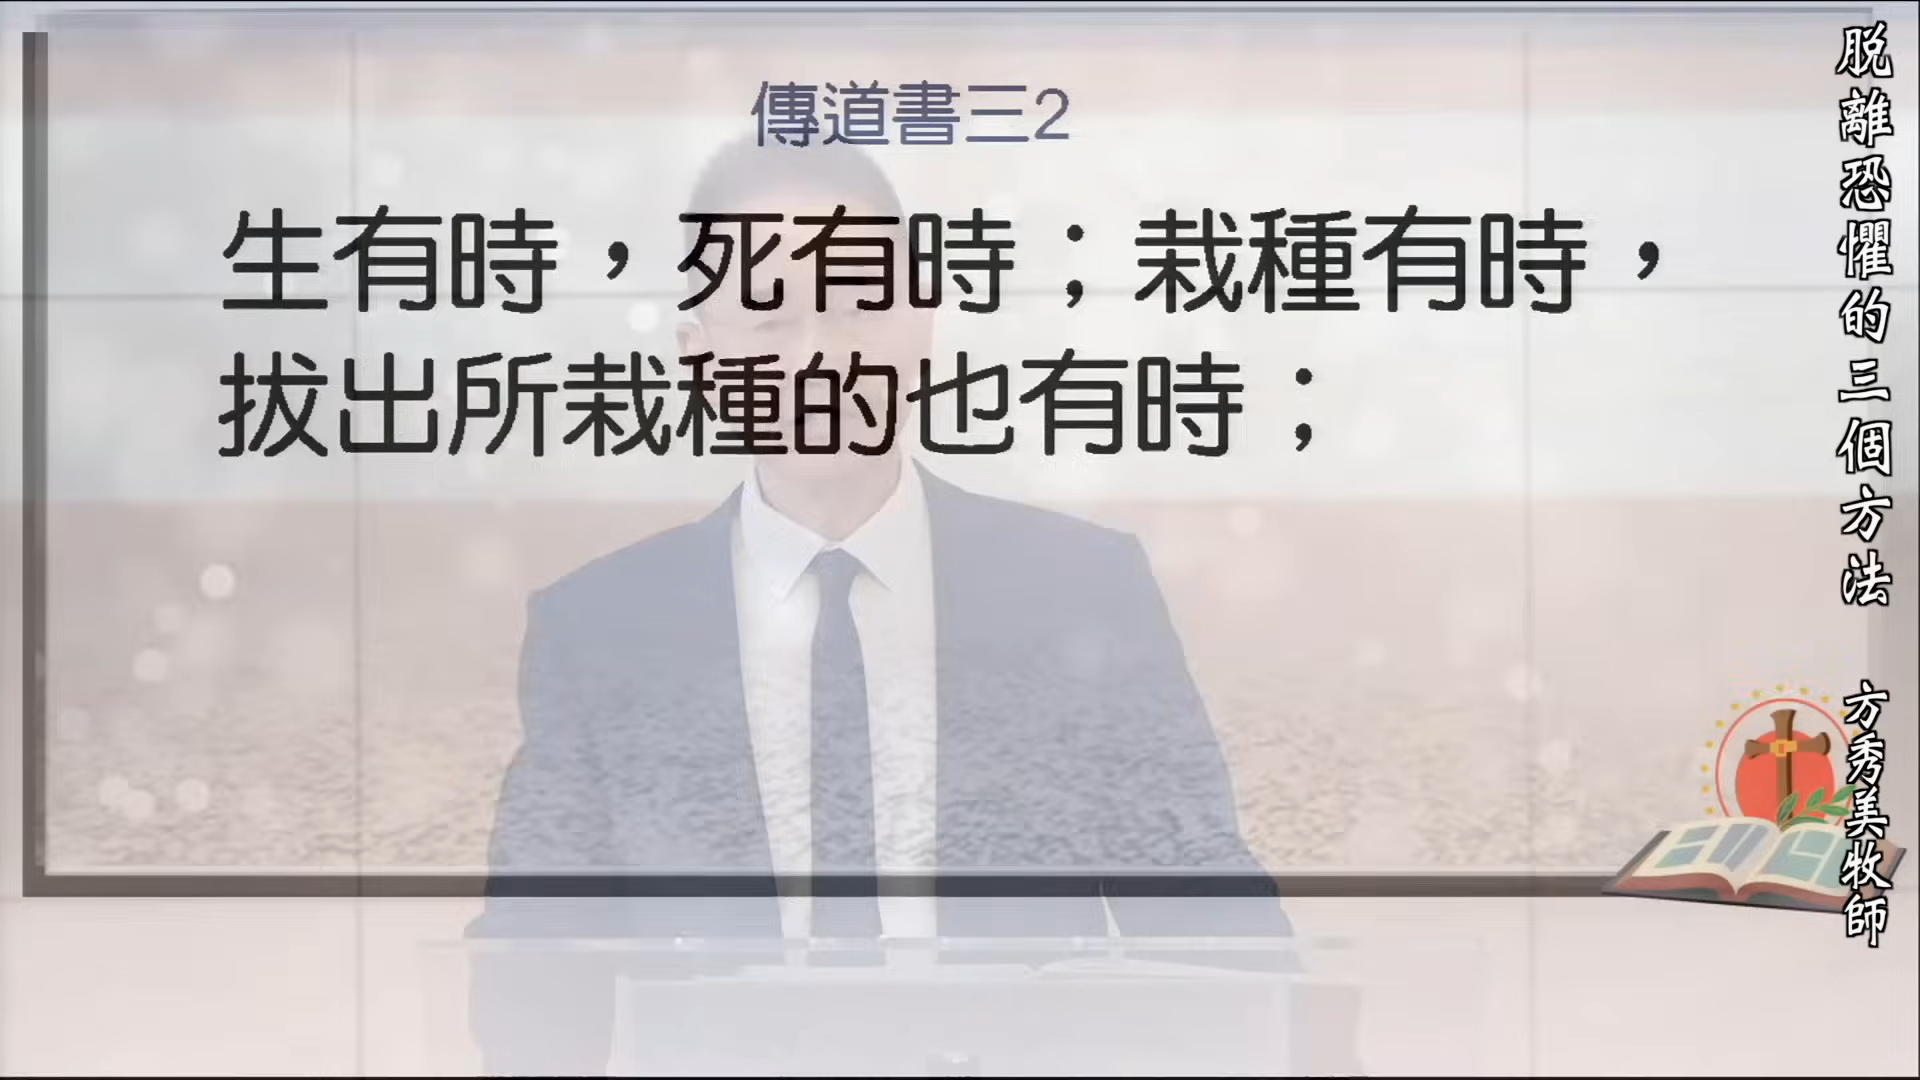 傳道書三2
生有時，死有時；栽種有時，
拔出所栽種的也有時；
脫離恐懼的三個方法
方秀美牧師